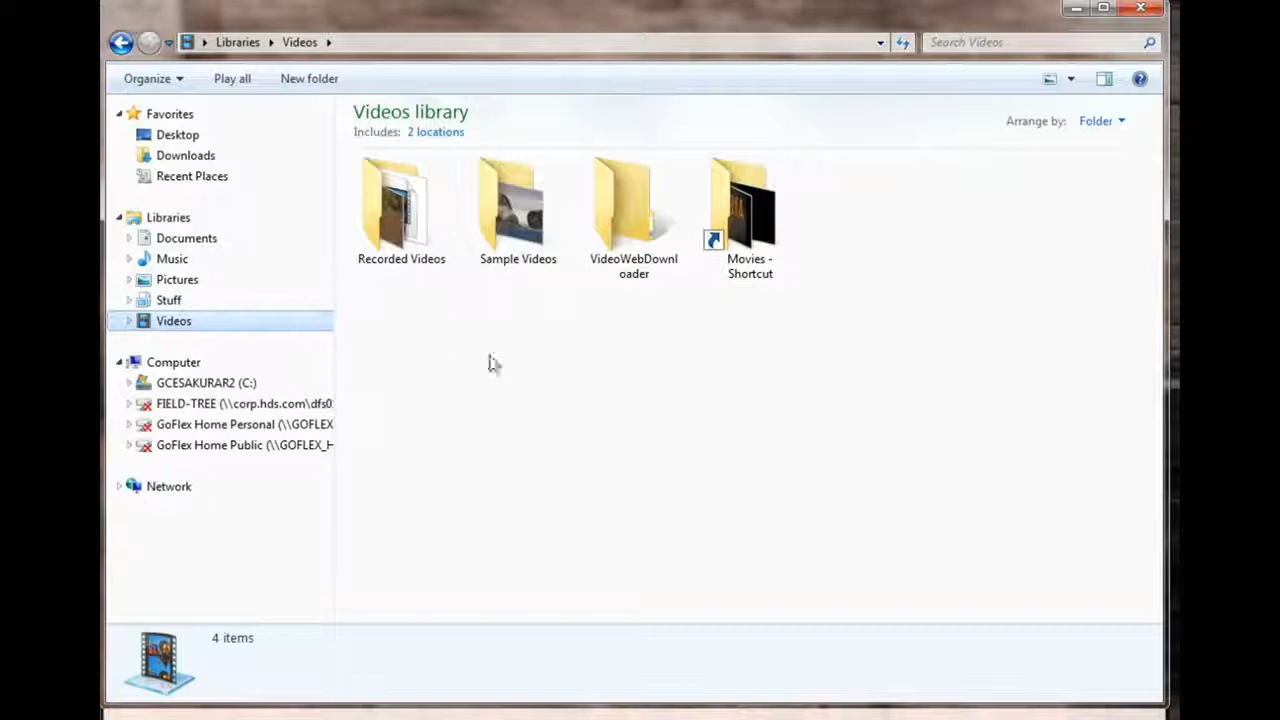 Libraries
Videos
Search Videos
Organize
Play all
New folder
Favorites
Desktop
Downloads
Recent Places
Libraries
Documents
Music
Pictures
Stuff
Videos
Computer
GCESAKURAR2 (C:)
FIELD-TREE (\\corp.hds.com\dfs0
GoFlex Home Personal (\\GOFLEX
GoFlex Home Public (\\GOFLEX_H
Network
Videos library
Includes: 2 locations
Arrange by: Folder
Recorded Videos
Sample Videos
VideoWebDownl
oader
Movies -
Shortcut
4 items